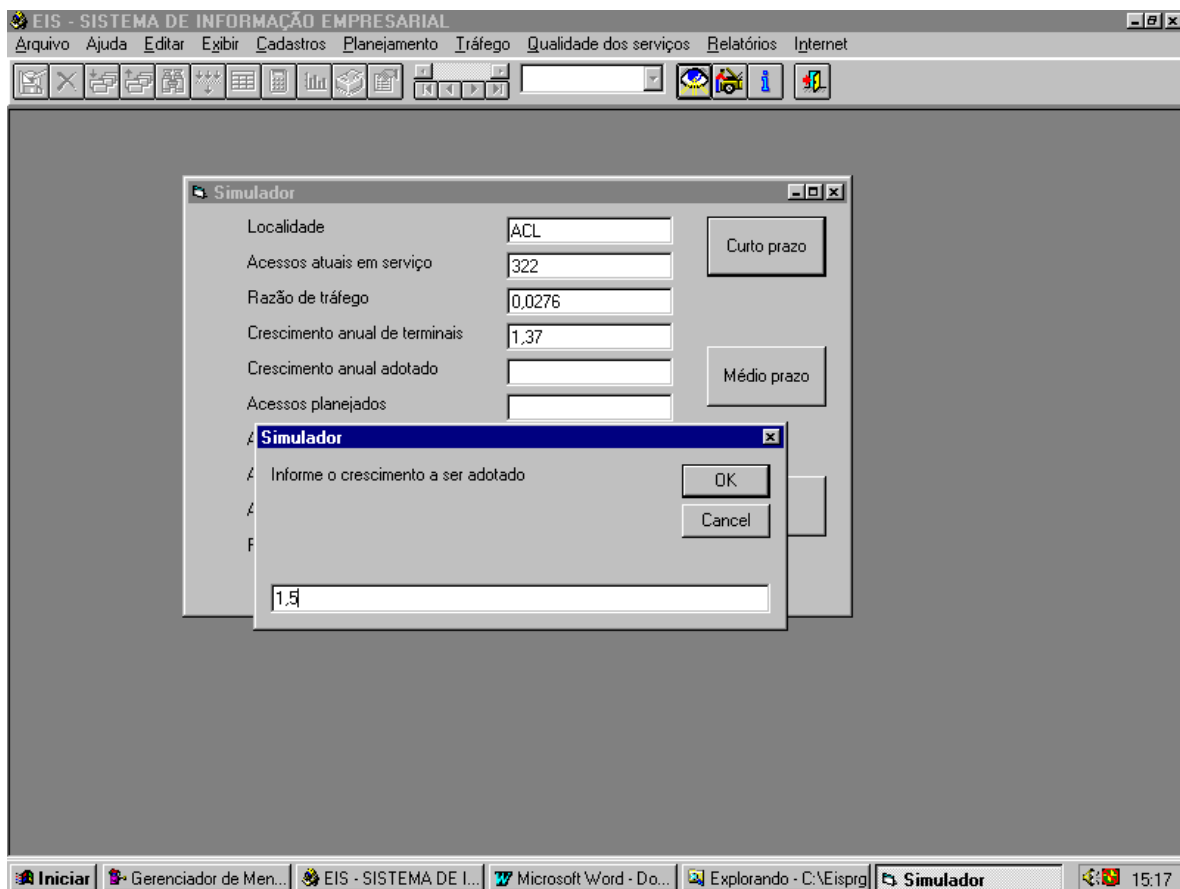 EIS - SISTEMA DE INFORMAÇÃO EMPRESARIAL
Arquivo Ajuda Editar Exibir Cadastros Planejamento Tráfego Qualidade dos serviços Relatórios Internet
Simulador
Localidade ACL
Curto prazo
Acessos atuais em serviço 322
Razão de tráfego 0,0276
Crescimento anual de terminais 1,37
Crescimento anual adotado
Médio prazo
Acessos planejados
Simulador
Informe o crescimento a ser adotado
OK
Cancel
1,5
Iniciar Gerenciador de Men... EIS - SISTEMA DE I... Microsoft Word - Do... Explorando - C:\Eisprg Simulador 15:17